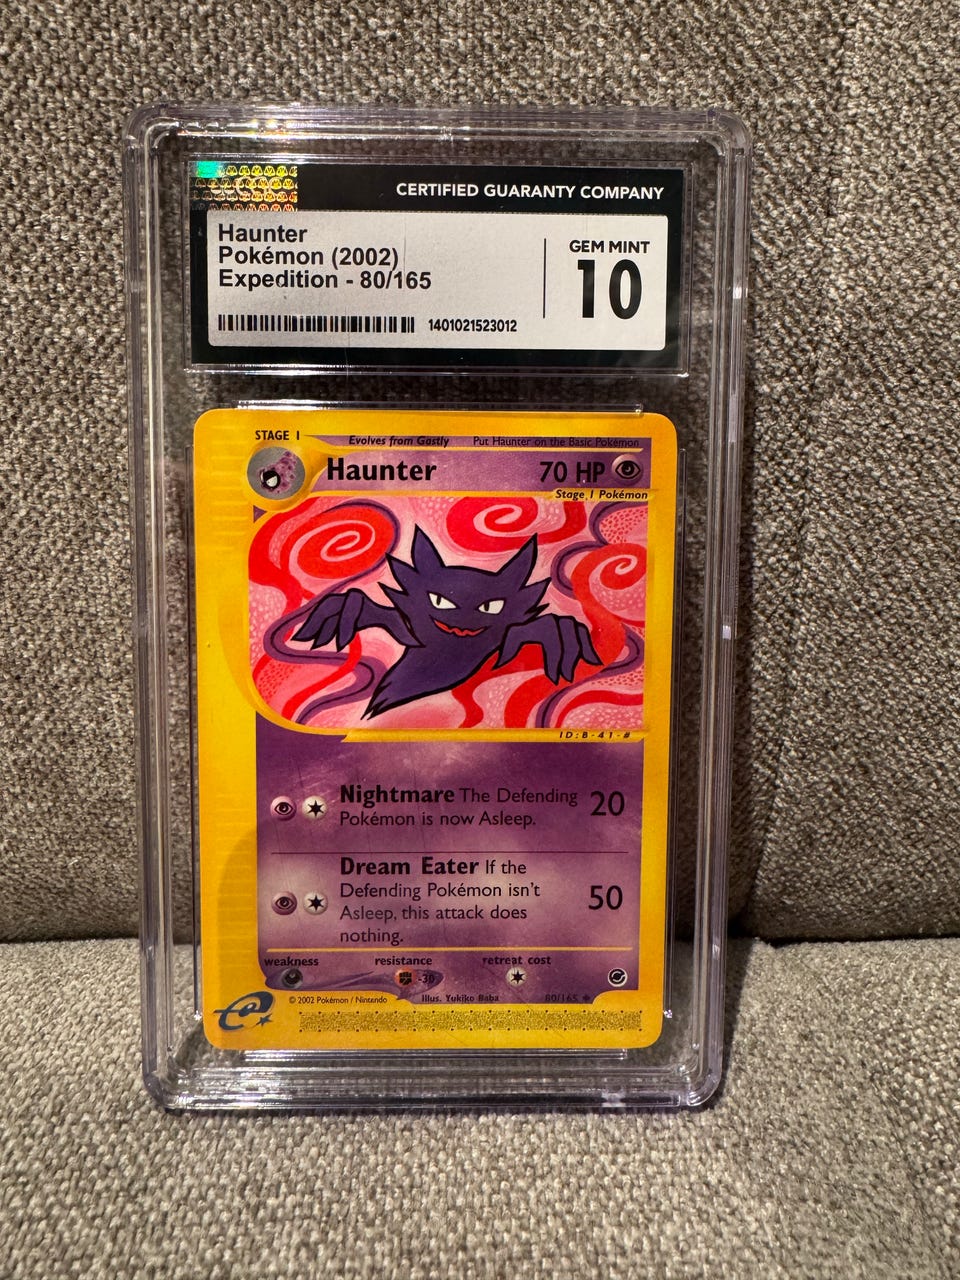 CERTIFIED GUARANTY COMPANY
Haunter
Pokémon (2002)
Expedition - 80/165
GEM MINT
10
1401021523012
STAGE 1
Evolves from Gastly Put Haunter on the Basic Pokémon
Haunter 70 HP
Stage 1 Pokémon
ID:B-41-#
Nightmare The Defending
Pokémon is now Asleep.
20
Dream Eater If the
Defending Pokémon isn't
Asleep, this attack does
nothing.
50
weakness resistance retreat cost
-30
© 2002 Pokémon / Nintendo Illus. Yukiko Baba 80/165
e